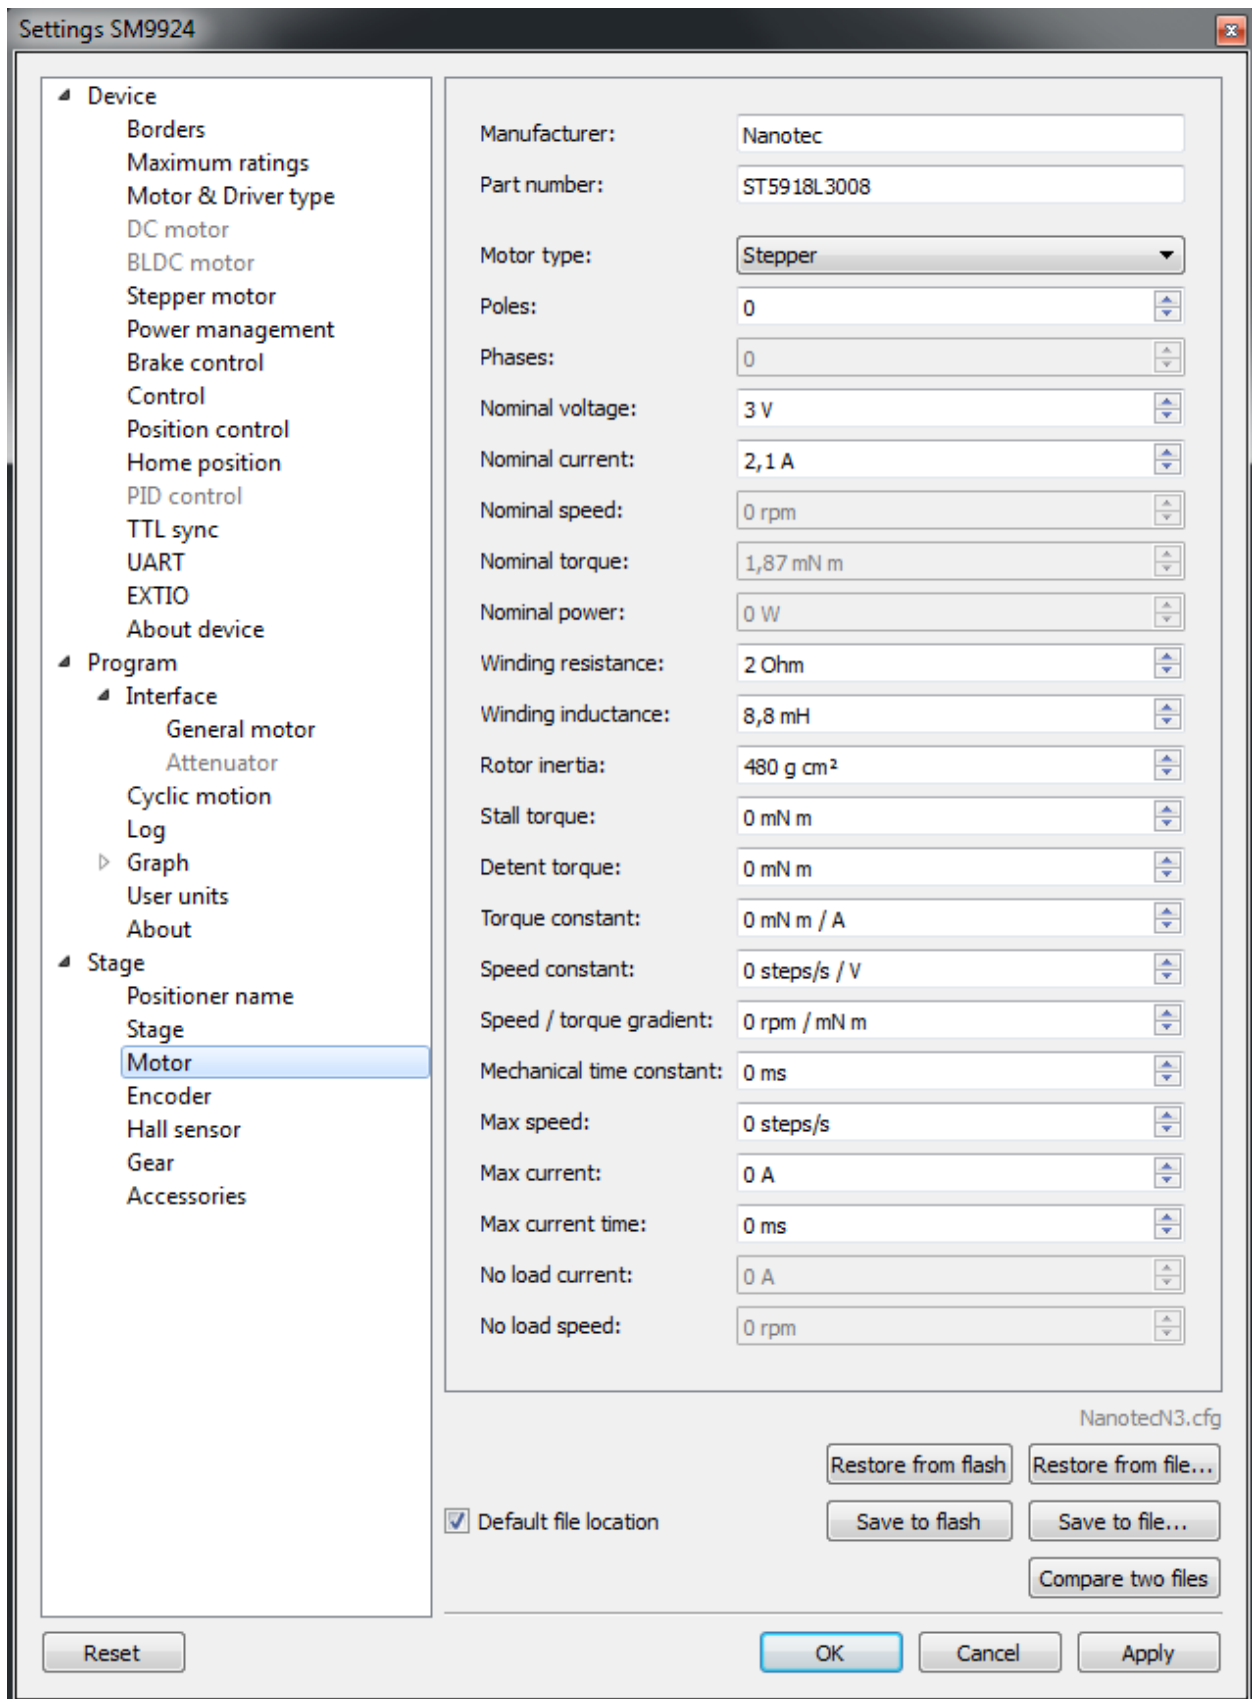 Settings SM9924
Device
Borders
Maximum ratings
Motor & Driver type
DC motor
BLDC motor
Stepper motor
Power management
Brake control
Control
Position control
Home position
PID control
TTL sync
UART
EXTIO
About device
Program
Interface
General motor
Attenuator
Cyclic motion
Log
Graph
User units
About
Stage
Positioner name
Stage
Motor
Encoder
Hall sensor
Gear
Accessories
Manufacturer: Nanotec
Part number: ST5918L3008
Motor type: Stepper
Poles: 0
Phases: 0
Nominal voltage: 3 V
Nominal current: 2,1 A
Nominal speed: 0 rpm
Nominal torque: 1,87 mN m
Nominal power: 0 W
Winding resistance: 2 Ohm
Winding inductance: 8,8 mH
Rotor inertia: 480 g cm²
Stall torque: 0 mN m
Detent torque: 0 mN m
Torque constant: 0 mN m / A
Speed constant: 0 steps/s / V
Speed / torque gradient: 0 rpm / mN m
Mechanical time constant: 0 ms
Max speed: 0 steps/s
Max current: 0 A
Max current time: 0 ms
No load current: 0 A
No load speed: 0 rpm
NanotecN3.cfg
Restore from flash Restore from file...
Default file location Save to flash Save to file...
Compare two files
Reset OK Cancel Apply